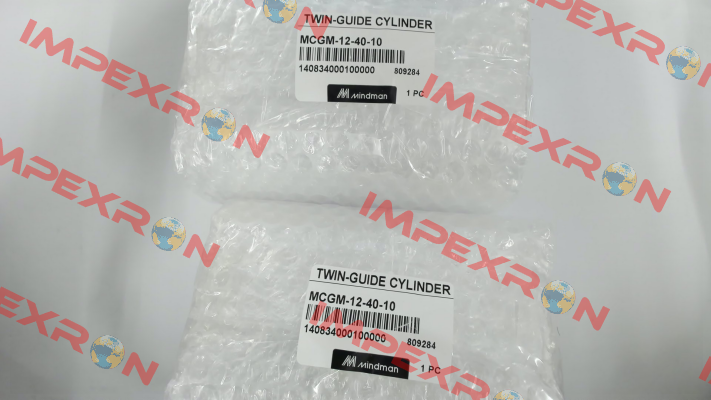 TWIN-GUIDE CYLINDER
MCGM-12-40-10
140834000100000 809284
Mindman 1 PC
IMPEXRON
IMPEXRON
IMPEXRON
IMPEXRON
TWIN-GUIDE CYLINDER
MCGM-12-40-10
140834000100000 809284
Mindman 1 PC